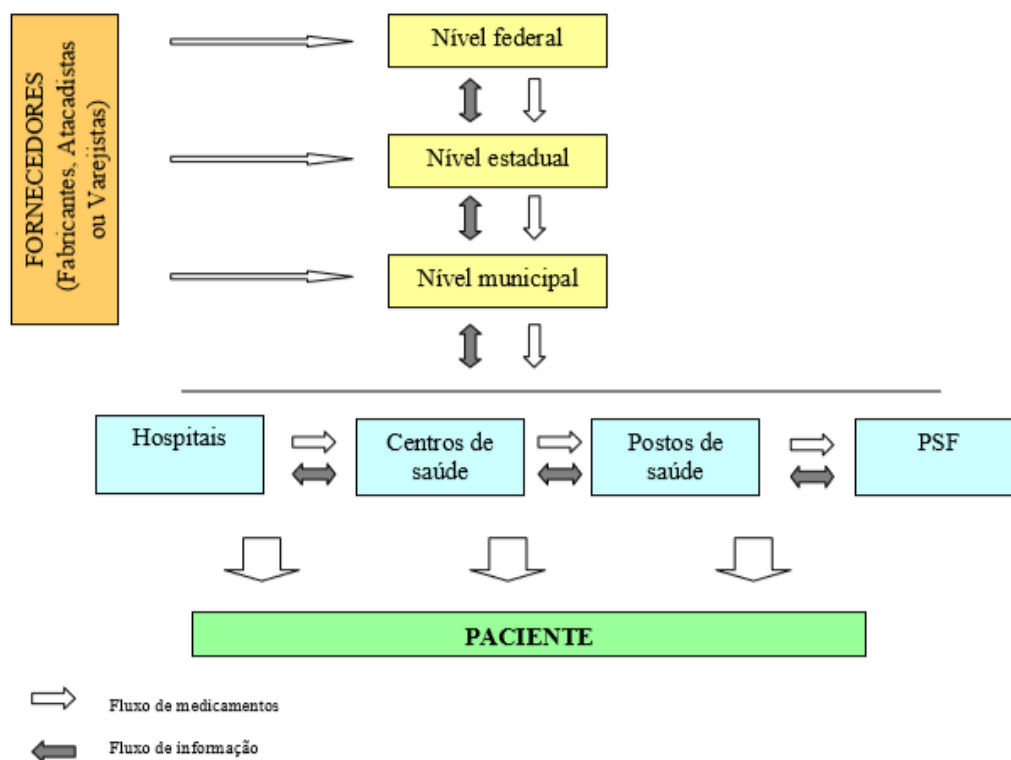 FORNECEDORES
(Fabricantes, Atacadistas
ou Varejistas)
Nível federal
Nível estadual
Nível municipal
Hospitais
Centros de
saúde
Postos de
saúde
PSF
PACIENTE
Fluxo de medicamentos
Fluxo de informação